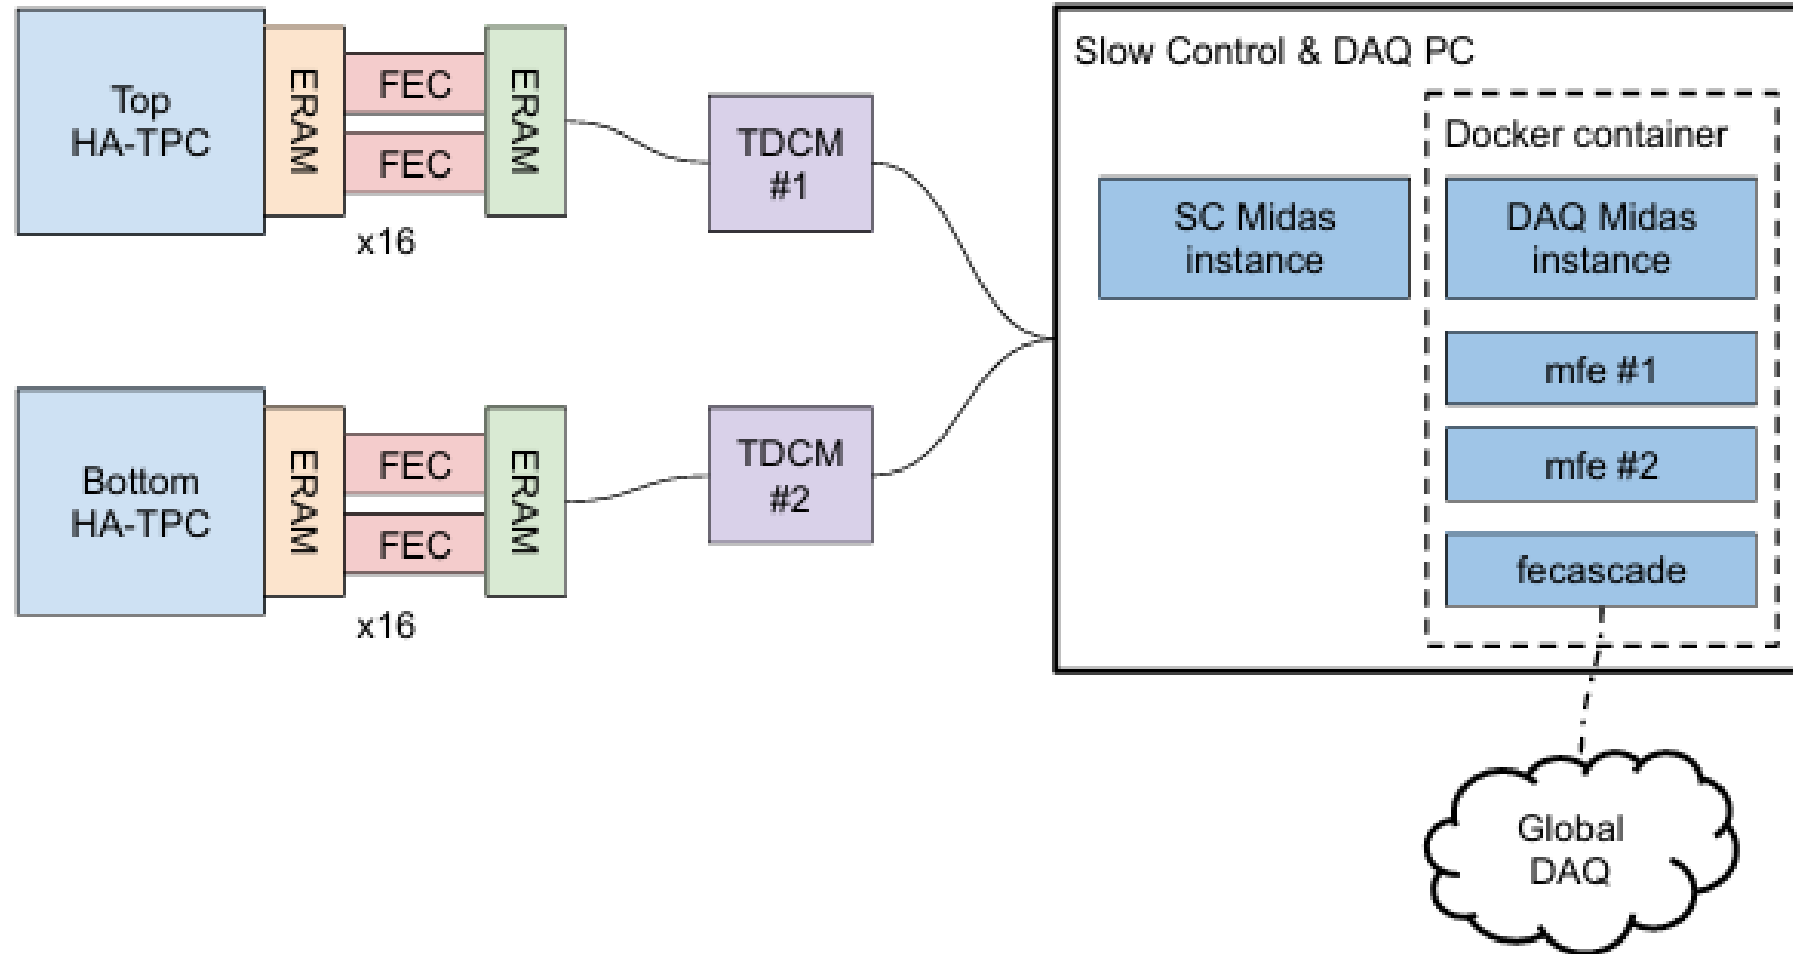 Top
HA-TPC
ERAM
FEC
FEC
ERAM
x16
TDCM
#1
Bottom
HA-TPC
ERAM
FEC
FEC
ERAM
x16
TDCM
#2
Slow Control & DAQ PC
SC Midas
instance
Docker container
DAQ Midas
instance
mfe #1
mfe #2
fecascade
Global
DAQ